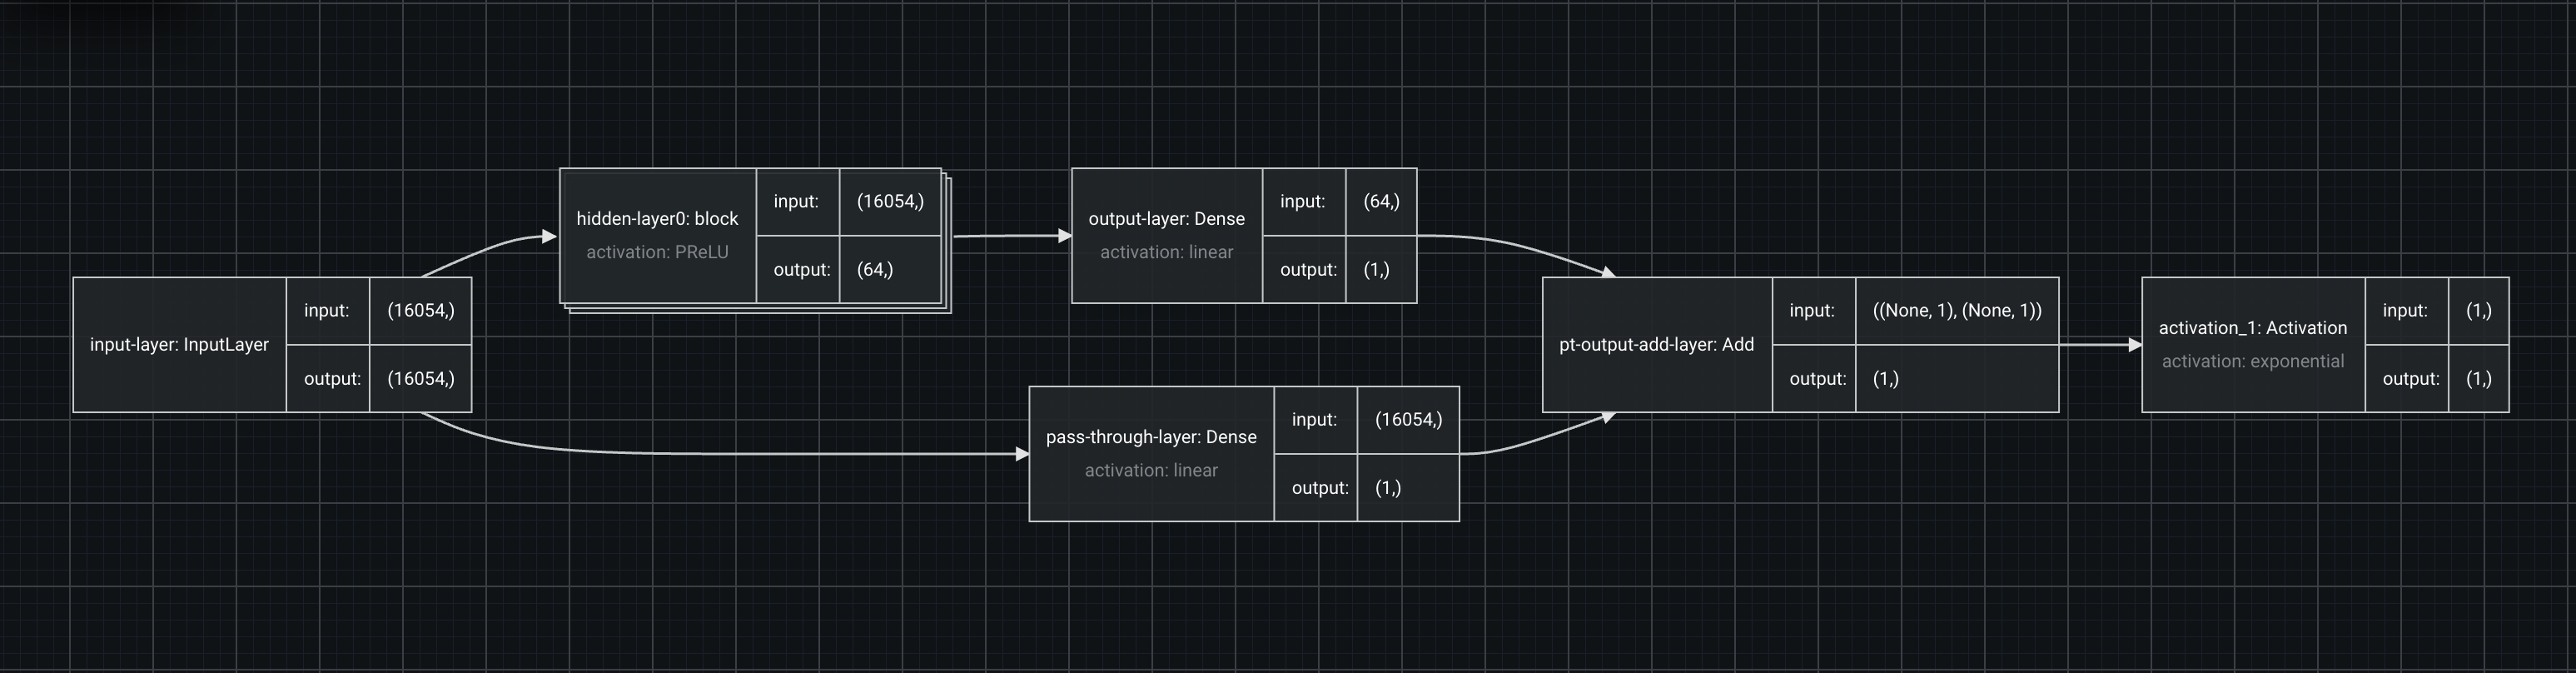 input-layer: InputLayer
input:
(16054,)
output:
(16054,)
hidden-layer0: block
activation: PReLU
input:
(16054,)
output:
(64,)
output-layer: Dense
activation: linear
input:
(64,)
output:
(1,)
pass-through-layer: Dense
activation: linear
input:
(16054,)
output:
(1,)
pt-output-add-layer: Add
input:
((None, 1), (None, 1))
output:
(1,)
activation_1: Activation
activation: exponential
input:
(1,)
output:
(1,)